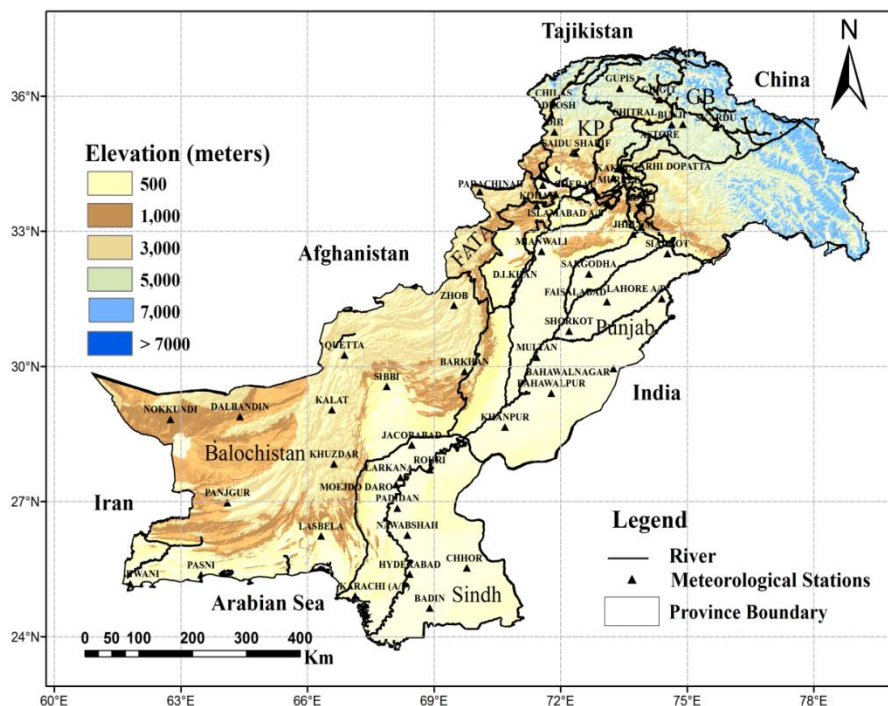 Tajikistan
N
China
36°N
GUPIS
GB
CHILAS
DROSH
CHITRAL
BUNJI
SKARDU
DIR
KP
ASTORE
SAIDU SHARIF
Elevation (meters)
500
1,000
3,000
5,000
7,000
> 7000
GARHI DOPATTA
PARACHINAR
33°N
ISLAMABAD A/P
MIANWALI
SIALKOT
Afghanistan
FATA
SARGODHA
D.I.KHAN
ZHOB
FAISALABAD
LAHORE A/P
SHORKOT
Punjab
QUETTA
MULTAN
30°N
BARKHAN
SIBBI
BAHAWALNAGAR
BAHAWALPUR
India
NOKKUNDI
DALBANDIN
KALAT
KHANPUR
JACOBABAD
Balochistan
KHUZDAR
ROHRI
LARKANA
MOEJDO DARO
27°N
Iran
PANJGUR
PADIDAN
LASBELA
NAWABSHAH
Legend
River
Meteorological Stations
Province Boundary
PASNI
HYDERABAD
CHHOR
Arabian Sea
KARACHI (A/P)
BADIN
Sindh
24°N
0 50 100 200 300 400
Km
60°E 63°E 66°E 69°E 72°E 75°E 78°E